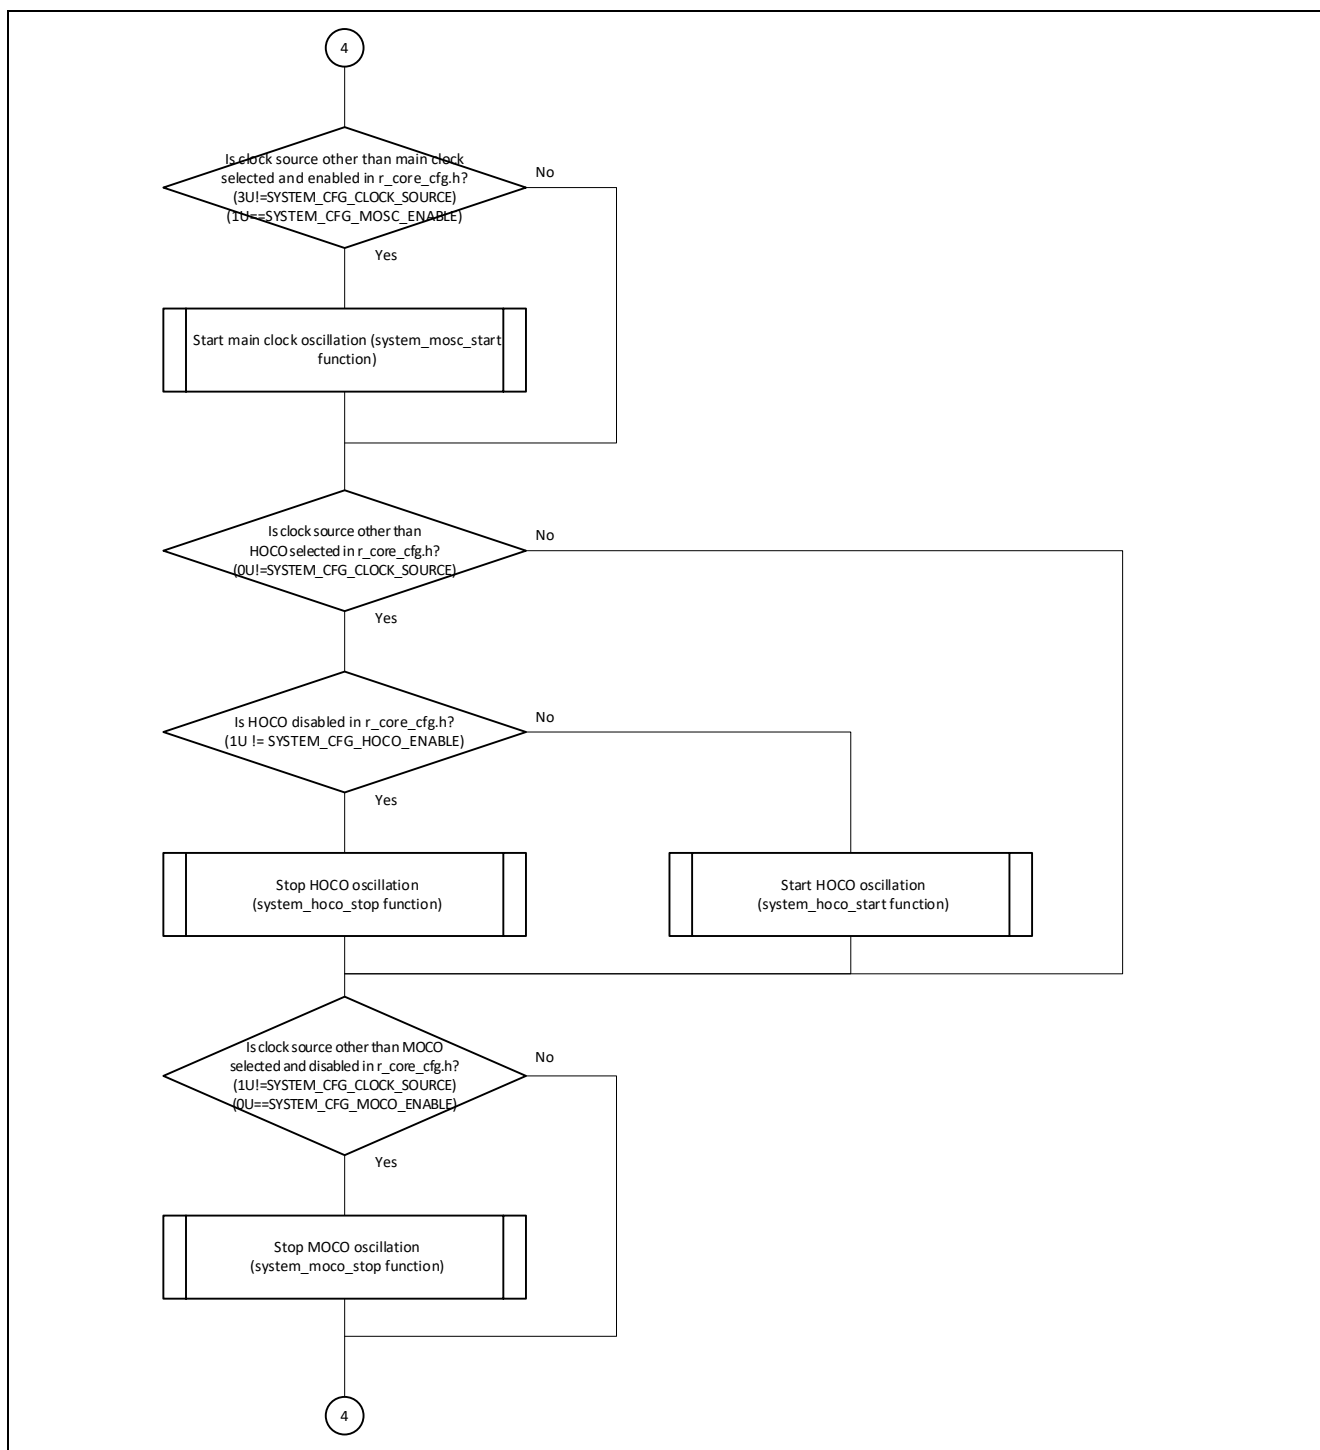 4
Is clock source other than main clock
selected and enabled in r_core_cfg.h?
(3U!=SYSTEM_CFG_CLOCK_SOURCE)
(1U==SYSTEM_CFG_MOSC_ENABLE)
No
Yes
Start main clock oscillation (system_mosc_start
function)
Is clock source other than
HOCO selected in r_core_cfg.h?
(0U!=SYSTEM_CFG_CLOCK_SOURCE)
No
Yes
Is HOCO disabled in r_core_cfg.h?
(1U != SYSTEM_CFG_HOCO_ENABLE)
No
Yes
Stop HOCO oscillation
(system_hoco_stop function)
Start HOCO oscillation
(system_hoco_start function)
Is clock source other than MOCO
selected and disabled in r_core_cfg.h?
(1U!=SYSTEM_CFG_CLOCK_SOURCE)
(0U==SYSTEM_CFG_MOCO_ENABLE)
No
Yes
Stop MOCO oscillation
(system_moco_stop function)
4